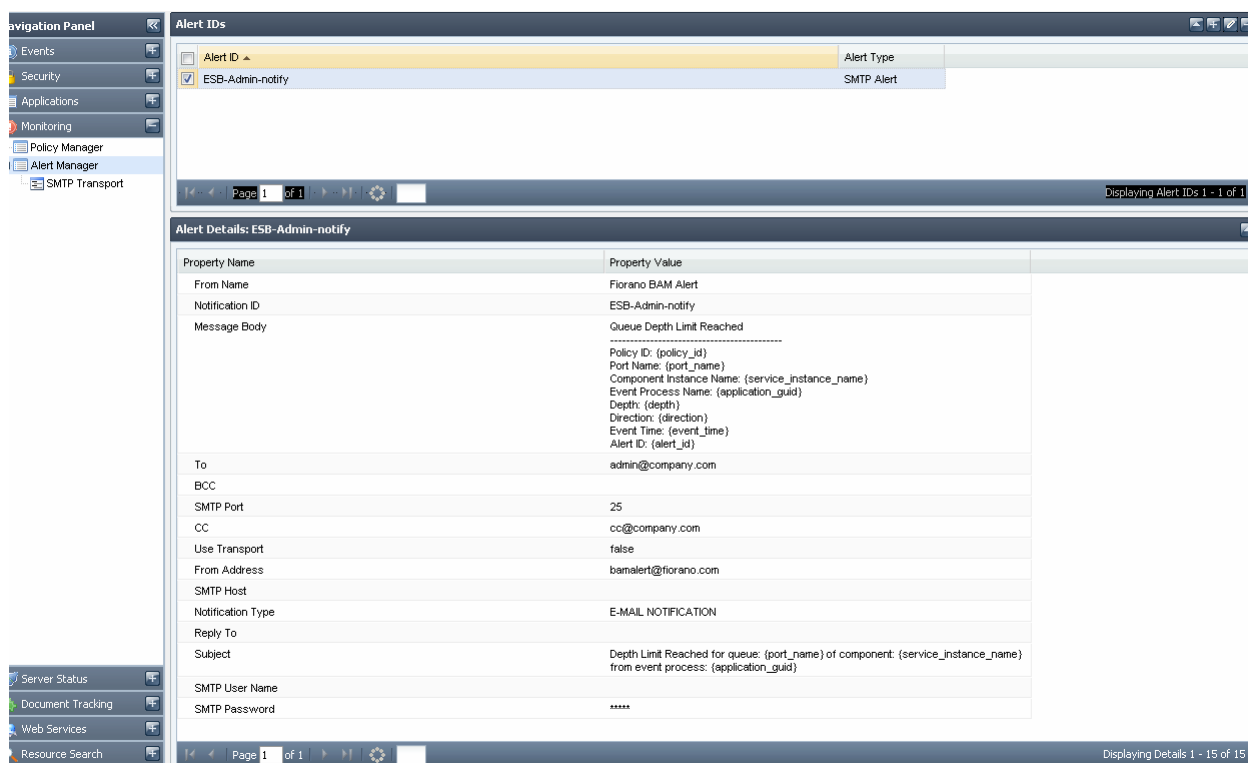 avigation Panel
Events
Security
Applications
Monitoring
Policy Manager
Alert Manager
SMTP Transport
Server Status
Document Tracking
Web Services
Resource Search
Alert IDs
Alert ID Alert Type
ESB-Admin-notify SMTP Alert
Page 1 of 1 Displaying Alert IDs 1 - 1 of 1
Alert Details: ESB-Admin-notify
Property Name Property Value
From Name Fiorano BAM Alert
Notification ID ESB-Admin-notify
Message Body Queue Depth Limit Reached
-------------------------------------------
Policy ID: {policy_id}
Port Name: {port_name}
Component Instance Name: {service_instance_name}
Event Process Name: {application_guid}
Depth: {depth}
Direction: {direction}
Event Time: {event_time}
Alert ID: {alert_id}
To admin@company.com
BCC
SMTP Port 25
CC cc@company.com
Use Transport false
From Address bamalert@fiorano.com
SMTP Host
Notification Type E-MAIL NOTIFICATION
Reply To
Subject Depth Limit Reached for queue: {port_name} of component: {service_instance_name}
from event process: {application_guid}
SMTP User Name
SMTP Password *****
Page 1 of 1 Displaying Details 1 - 15 of 15